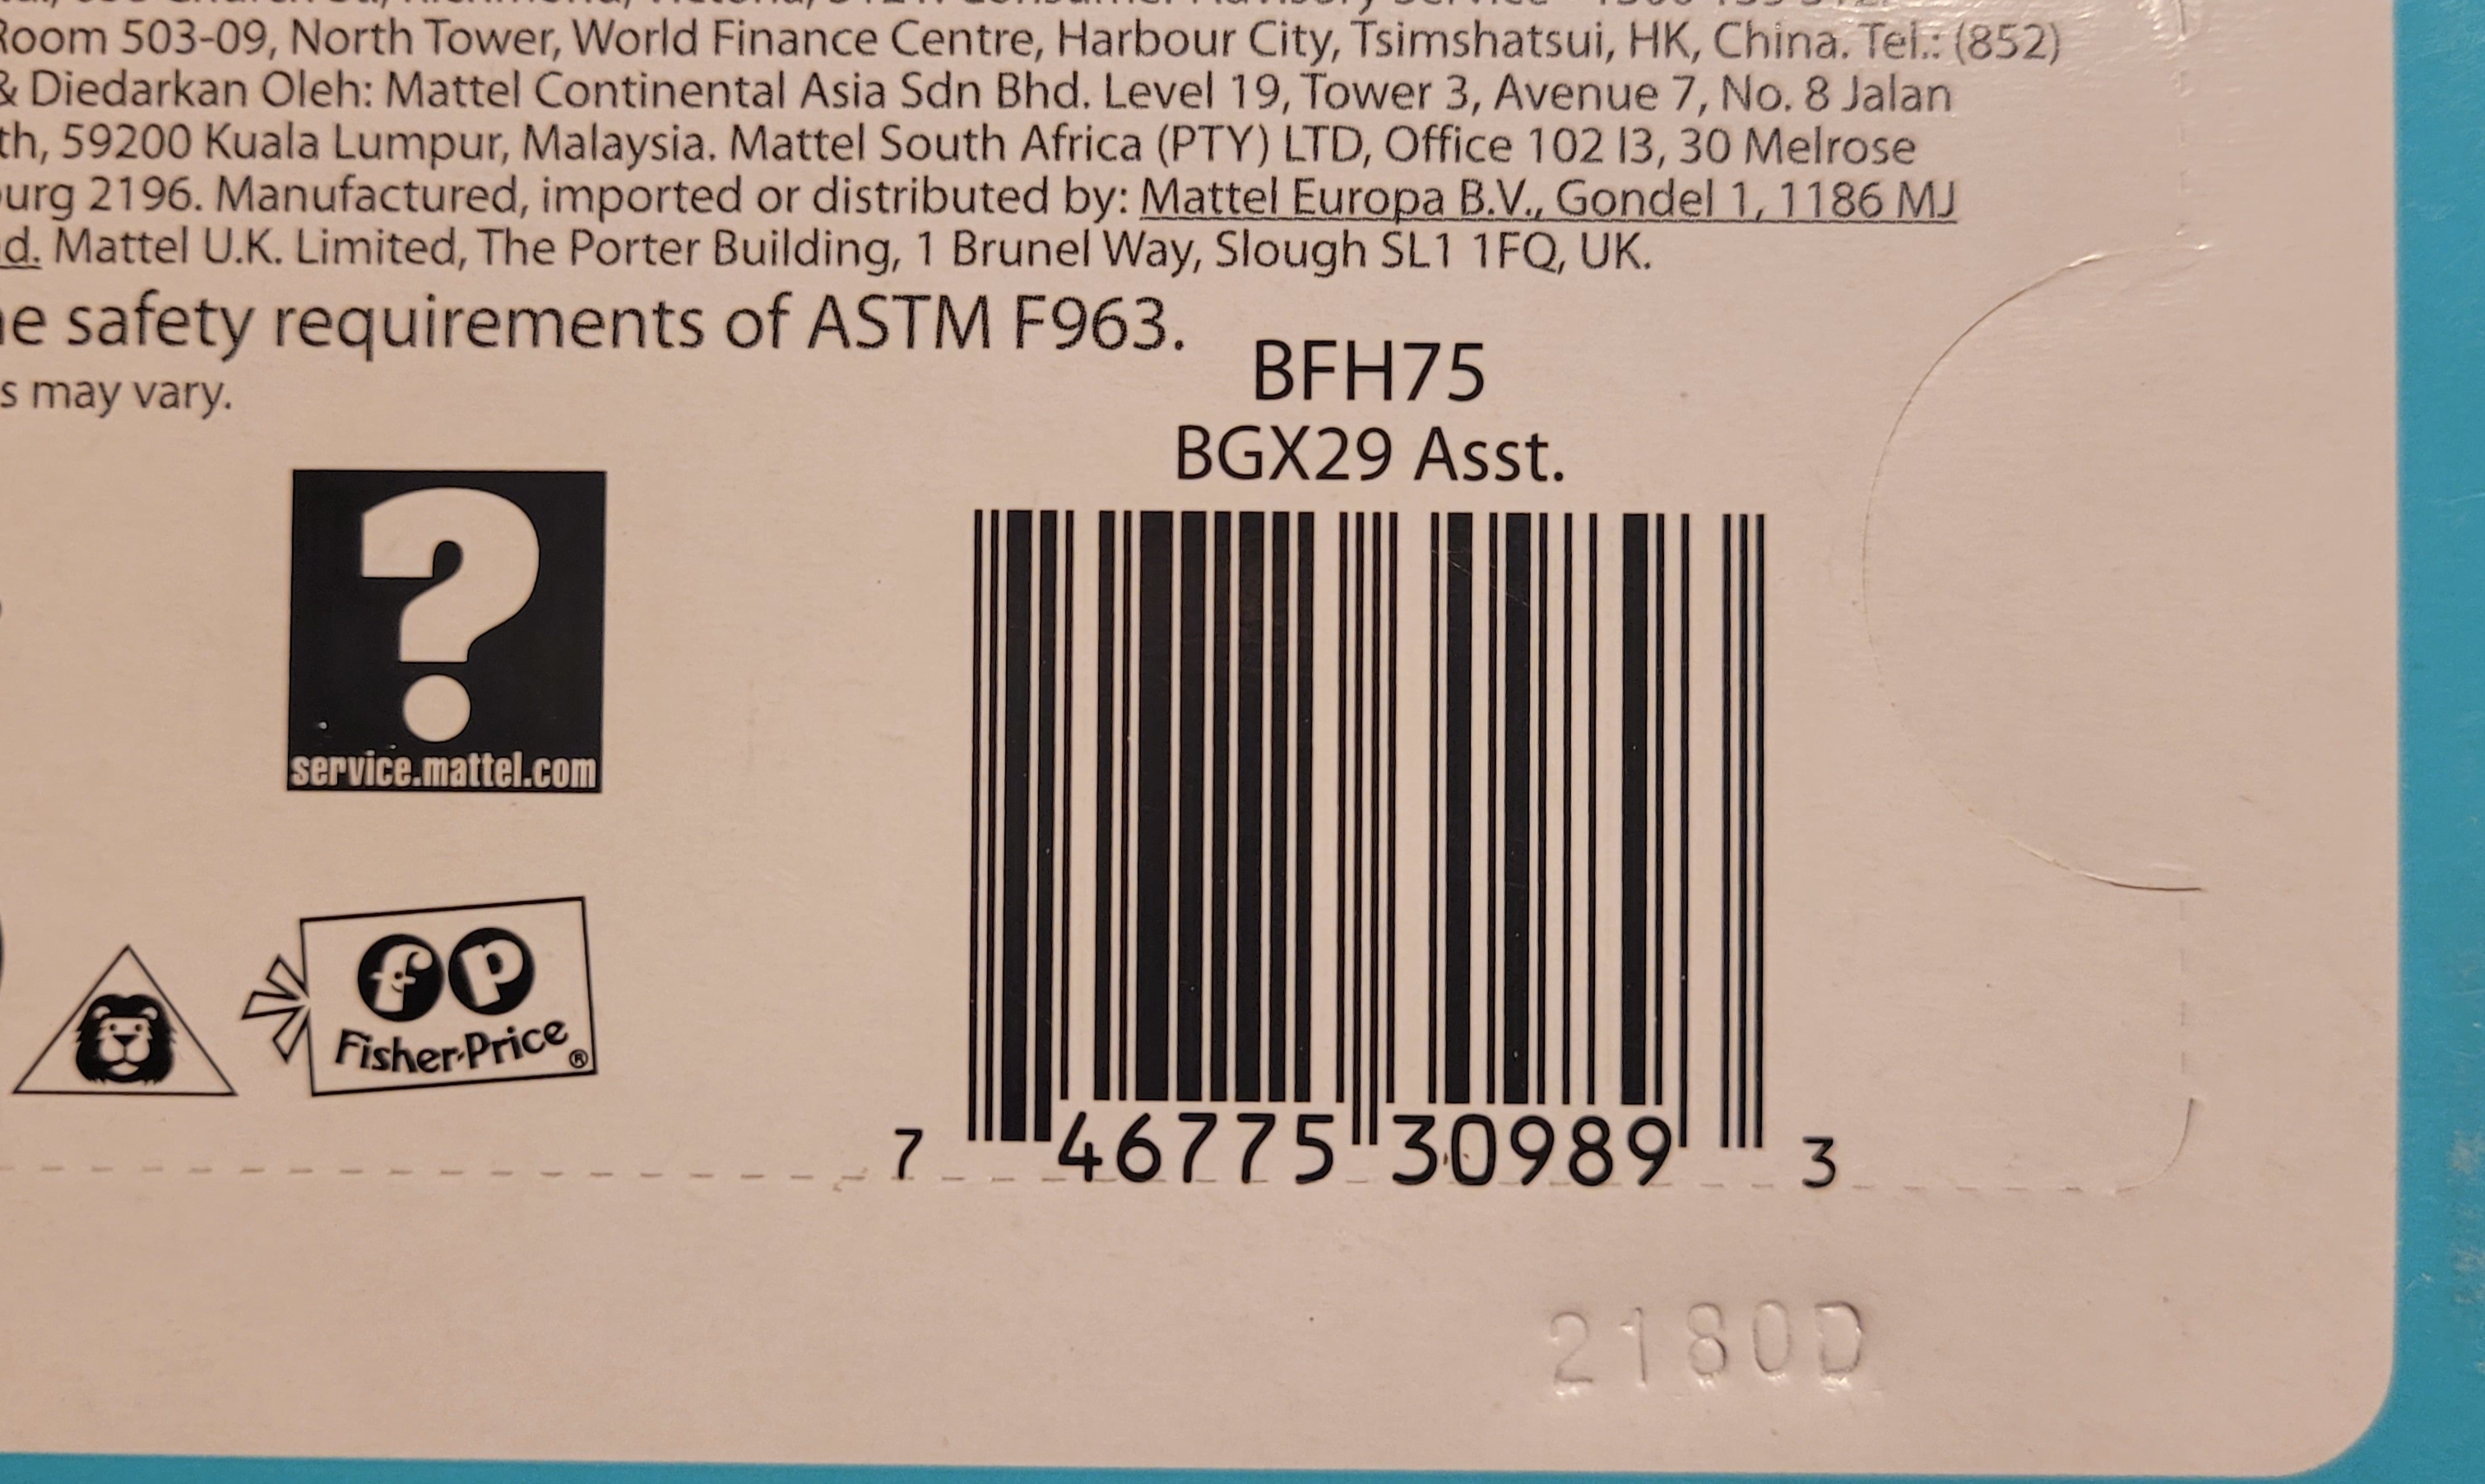 Room 503-09, North Tower, World Finance Centre, Harbour City, Tsimshatsui, HK, China. Tel.: (852)
& Diedarkan Oleh: Mattel Continental Asia Sdn Bhd. Level 19, Tower 3, Avenue 7, No. 8 Jalan
th, 59200 Kuala Lumpur, Malaysia. Mattel South Africa (PTY) LTD, Office 102 I3, 30 Melrose
urg 2196. Manufactured, imported or distributed by: Mattel Europa B.V., Gondel 1, 1186 MJ
d. Mattel U.K. Limited, The Porter Building, 1 Brunel Way, Slough SL1 1FQ, UK.
e safety requirements of ASTM F963.
s may vary.
BFH75
BGX29 Asst.
service.mattel.com
fp
Fisher-Price®
7 46775 30989 3
2180D